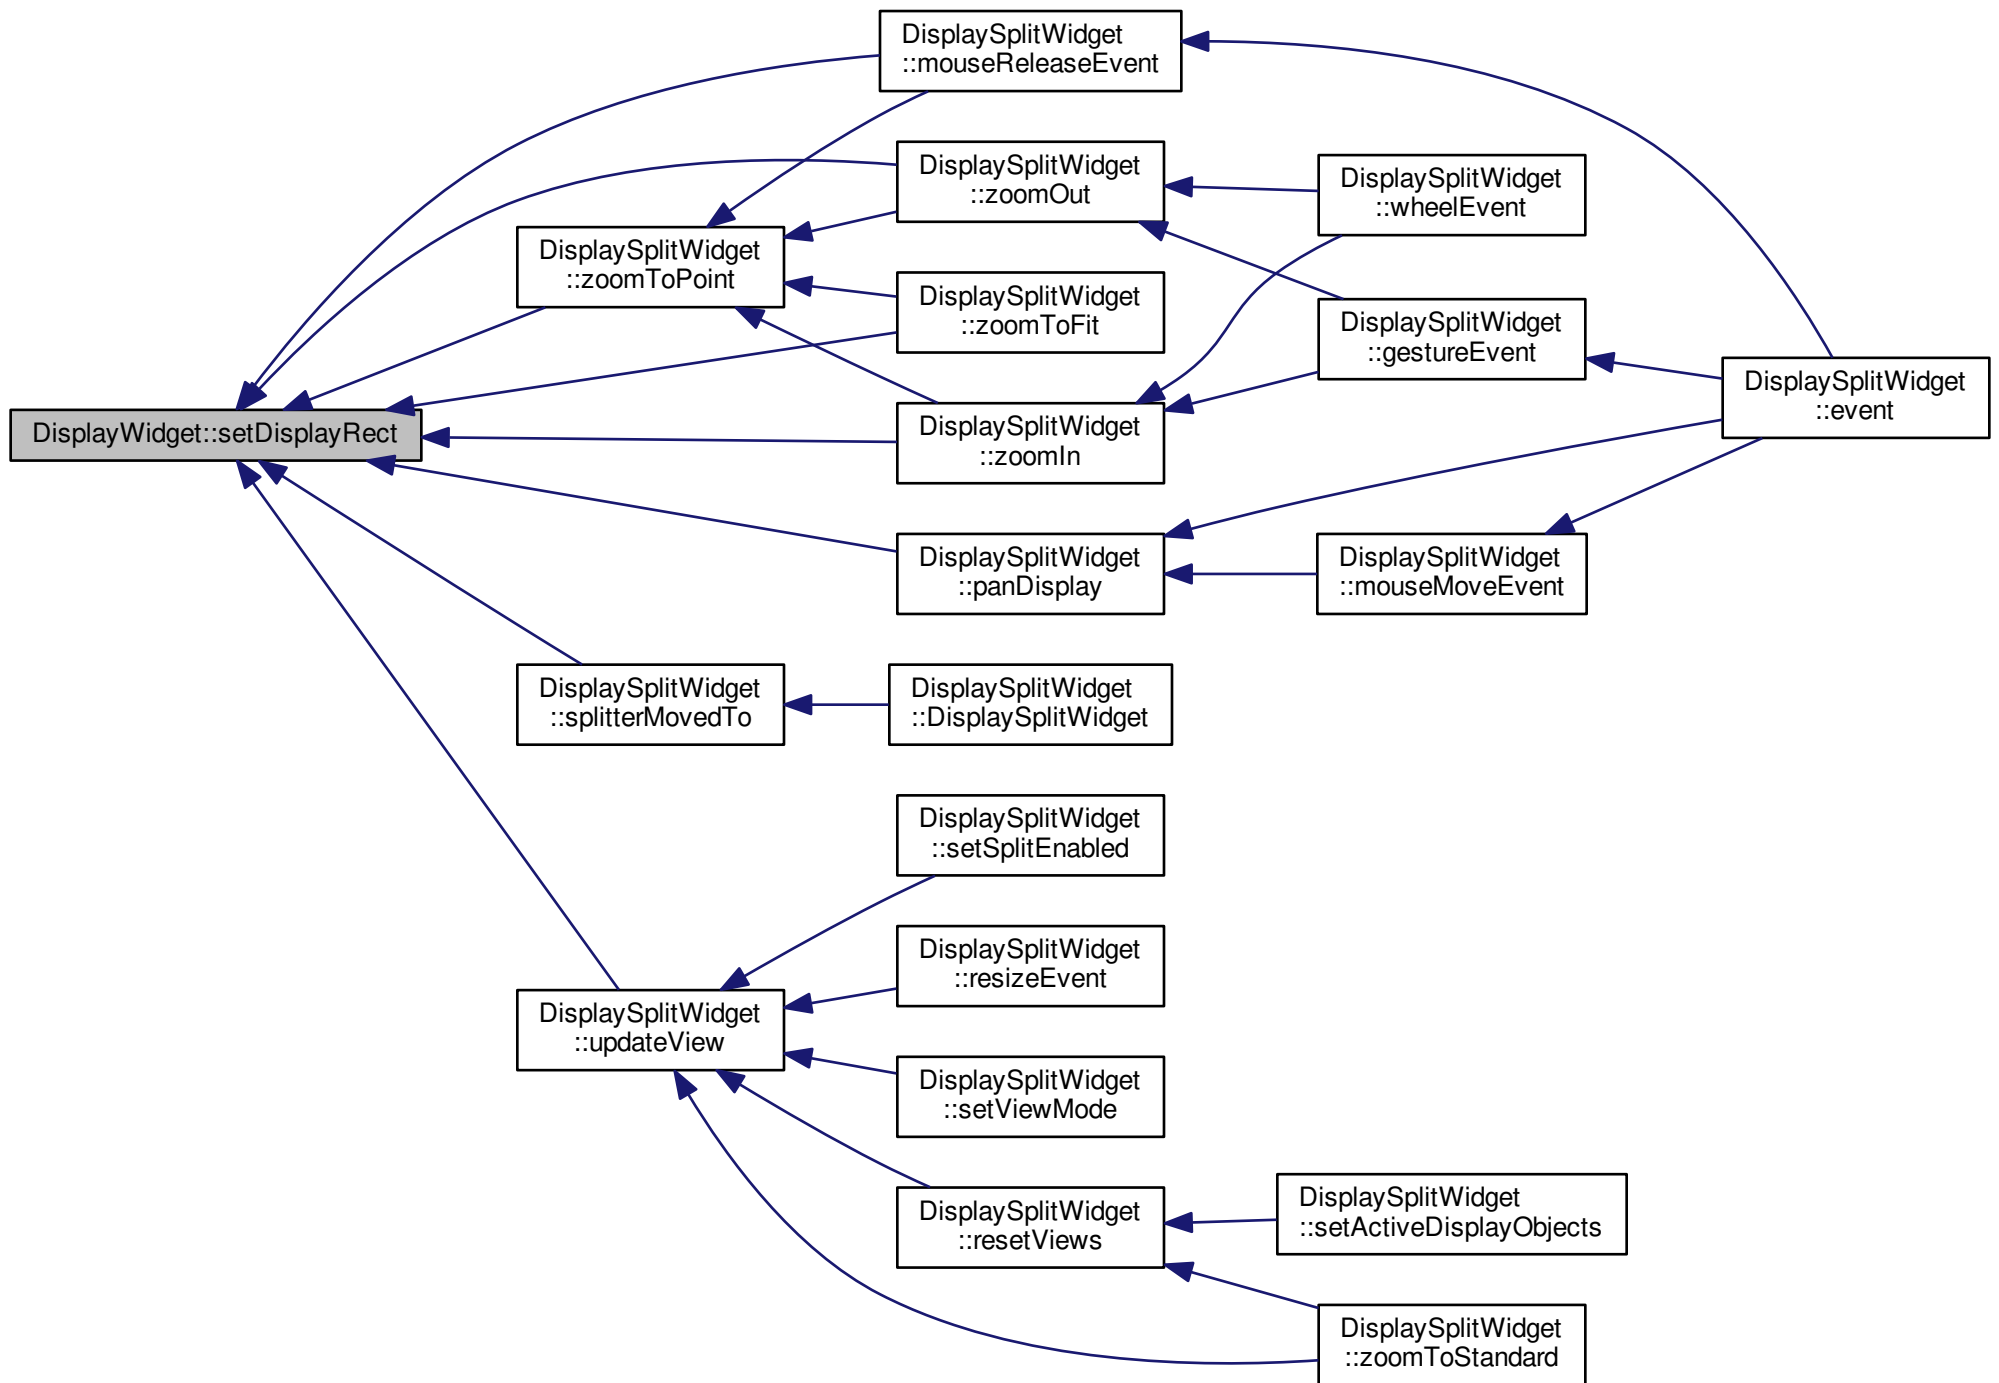 DisplaySplitWidget
::mouseReleaseEvent
DisplaySplitWidget
::zoomOut
DisplaySplitWidget
::wheelEvent
DisplaySplitWidget
::zoomToPoint
DisplaySplitWidget
::zoomToFit
DisplaySplitWidget
::gestureEvent
DisplaySplitWidget
::event
DisplayWidget::setDisplayRect
DisplaySplitWidget
::zoomIn
DisplaySplitWidget
::panDisplay
DisplaySplitWidget
::mouseMoveEvent
DisplaySplitWidget
::splitterMovedTo
DisplaySplitWidget
::DisplaySplitWidget
DisplaySplitWidget
::setSplitEnabled
DisplaySplitWidget
::resizeEvent
DisplaySplitWidget
::updateView
DisplaySplitWidget
::setViewMode
DisplaySplitWidget
::resetViews
DisplaySplitWidget
::setActiveDisplayObjects
DisplaySplitWidget
::zoomToStandard